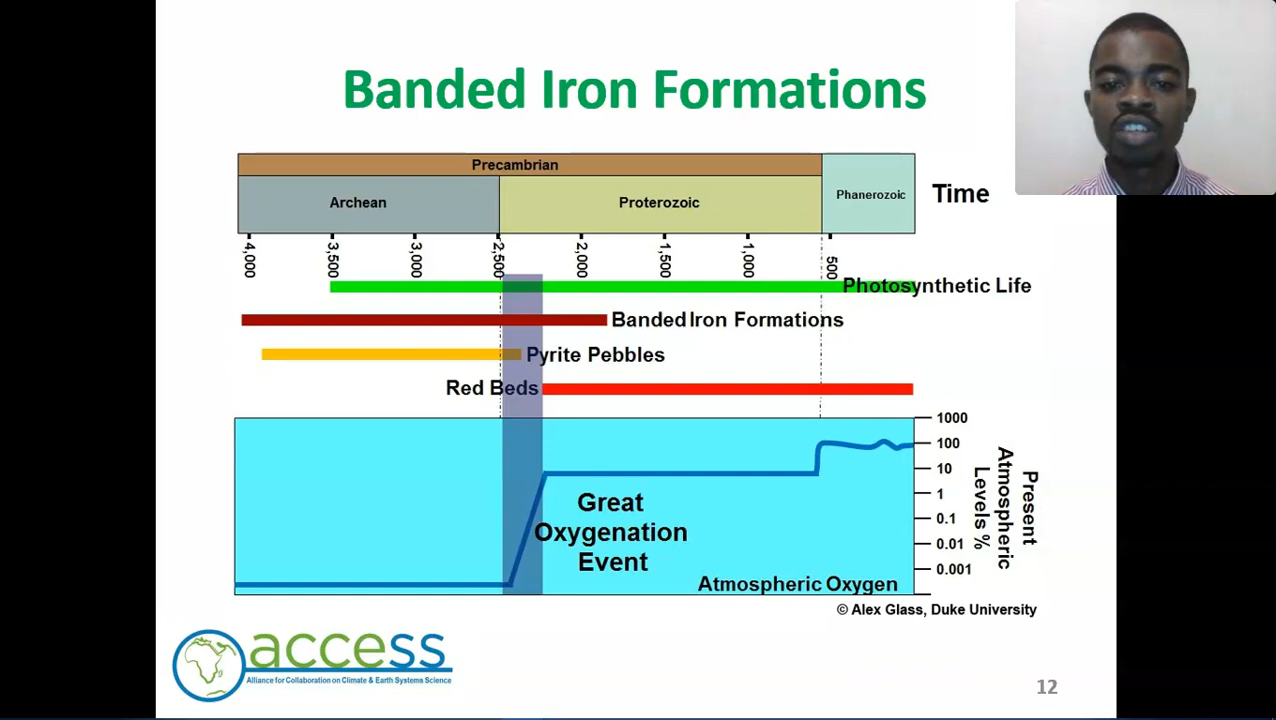 Banded Iron Formations
Precambrian
Archean
Proterozoic
Phanerozoic
Time
4,000
3,500
3,000
2,500
2,000
1,500
1,000
500
Photosynthetic Life
Banded Iron Formations
Pyrite Pebbles
Red Beds
1000
100
10
1
0.1
0.01
0.001
Present
Atmospheric
Levels %
Great
Oxygenation
Event
Atmospheric Oxygen
© Alex Glass, Duke University
access
Alliance for Collaboration on Climate & Earth Systems Science
12